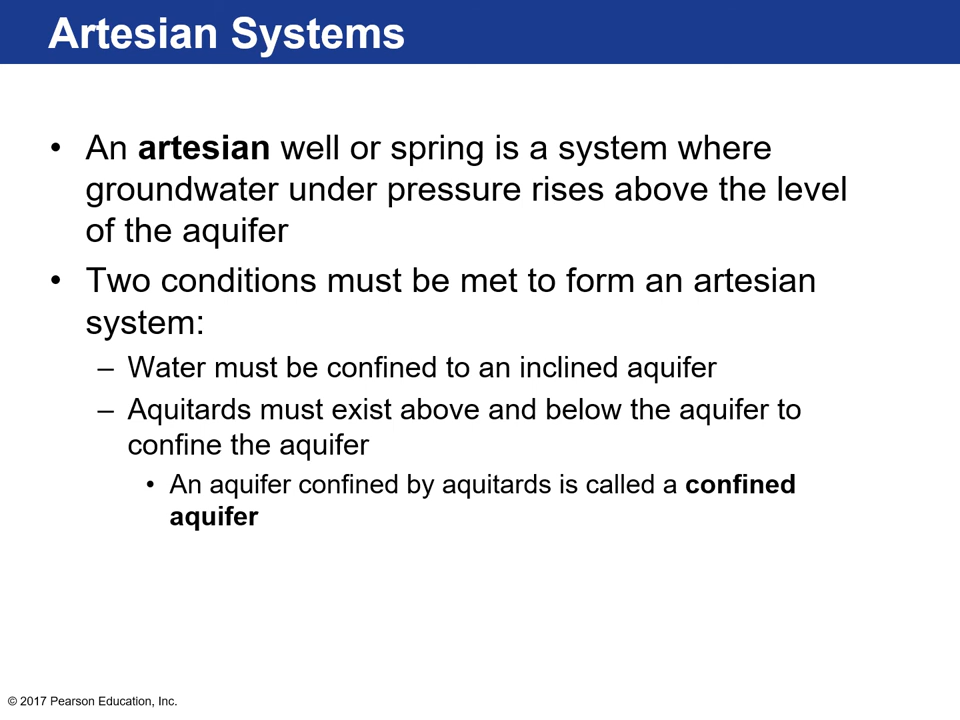 Artesian Systems
• An artesian well or spring is a system where
groundwater under pressure rises above the level
of the aquifer
• Two conditions must be met to form an artesian
system:
– Water must be confined to an inclined aquifer
– Aquitards must exist above and below the aquifer to
confine the aquifer
• An aquifer confined by aquitards is called a confined
aquifer
© 2017 Pearson Education, Inc.